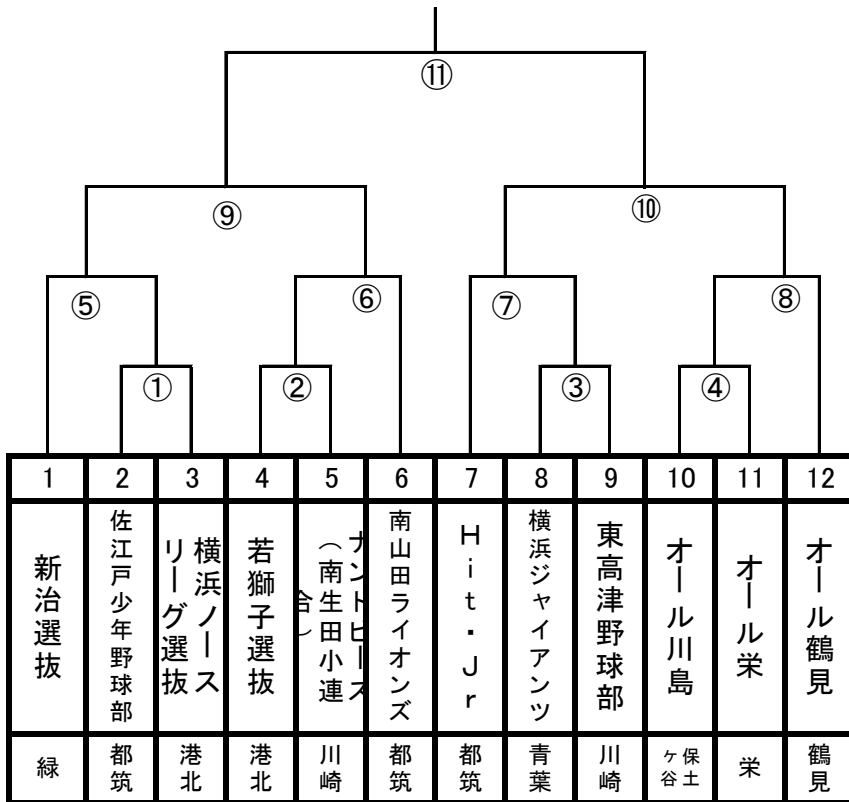 ⑪
⑨
⑩
⑤
⑥
⑦
⑧
①
②
③
④
1
2
3
4
5
6
7
8
9
10
11
12
新治選抜
佐江戸少年野球部
横浜ノース
リーグ選抜
若獅子選抜
ナントピーズ
(南生田小連
合)
南山田ライオンズ
Hit・Jr
横浜ジャイアンツ
東高津野球部
オール川島
オール栄
オール鶴見
緑
都筑
港北
港北
川崎
都筑
都筑
青葉
川崎
保土
ヶ谷
栄
鶴見